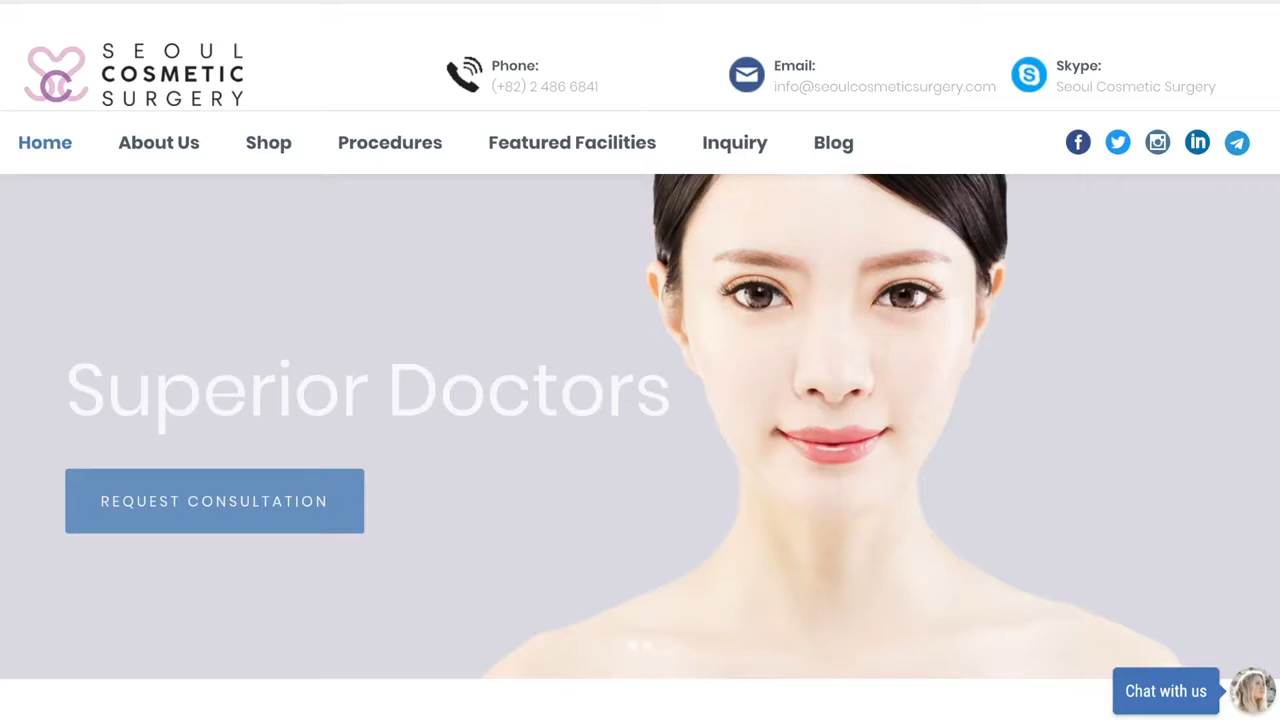 SEOUL
COSMETIC
SURGERY
Phone:
(+82) 2 486 6841
Email:
info@seoulcosmeticsurgery.com
Skype:
Seoul Cosmetic Surgery
Home About Us Shop Procedures Featured Facilities Inquiry Blog
Superior Doctors
REQUEST CONSULTATION
Chat with us